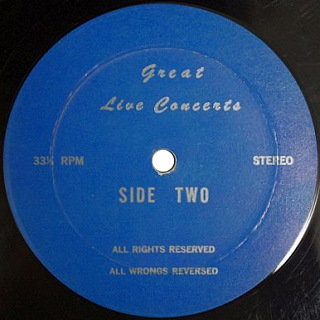 Great
Live Concerts
33⅓ RPM
STEREO
SIDE TWO
ALL RIGHTS RESERVED
ALL WRONGS REVERSED